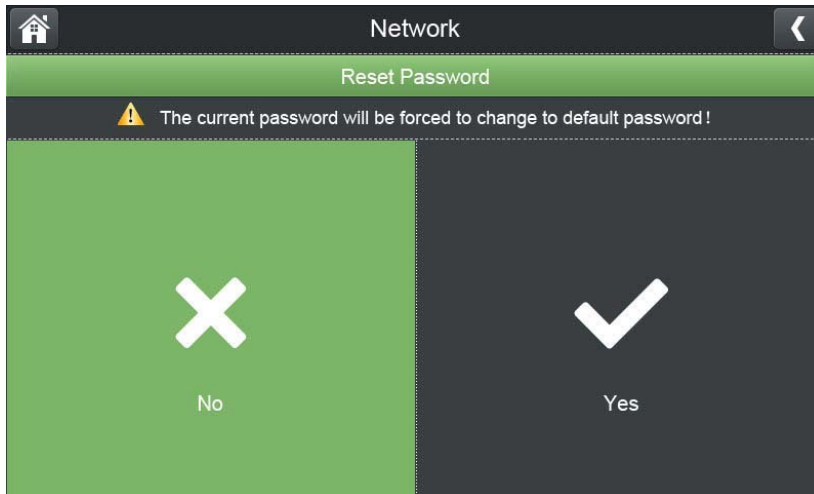 Network
Reset Password
The current password will be forced to change to default password!
No
Yes